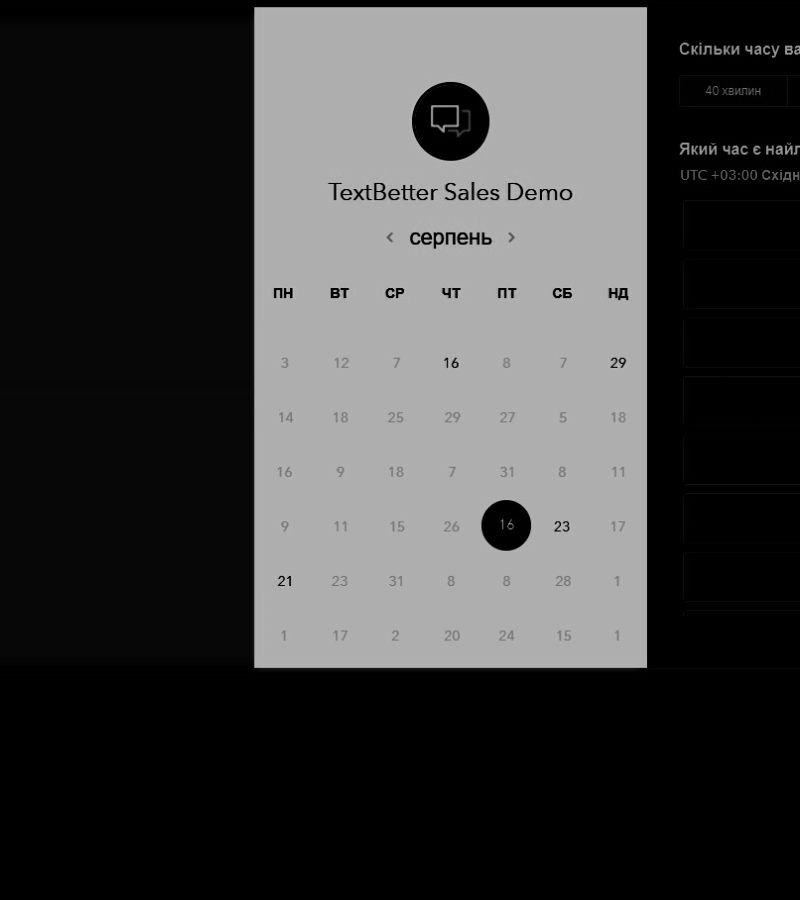 TextBetter Sales Demo
< серпень >
ПН ВТ СР ЧТ ПТ СБ НД
3 12 7 16 8 7 29
14 18 25 29 27 5 18
16 9 18 7 31 8 11
9 11 15 26 16 23 17
21 23 31 8 8 28 1
1 17 2 20 24 15 1
Скільки часу ва
40 хвилин
Який час є найл
UTC +03:00 Східн